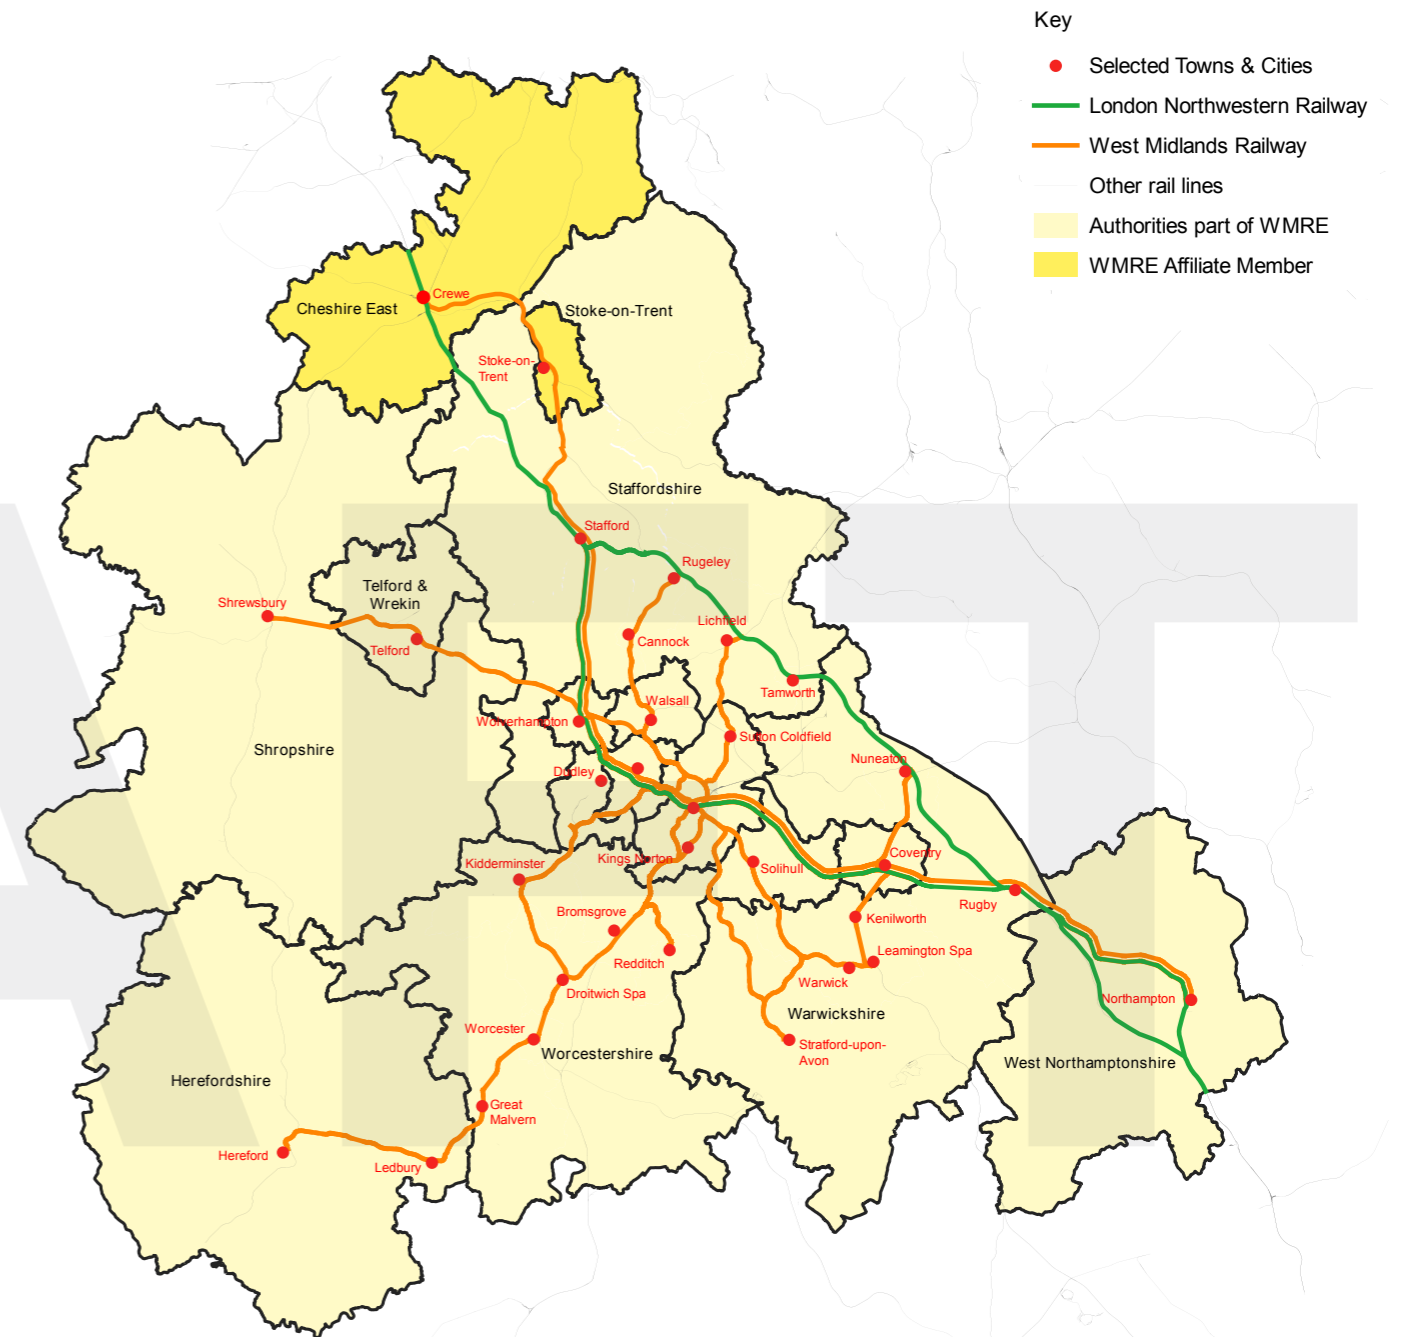 Key
Selected Towns & Cities
London Northwestern Railway
West Midlands Railway
Other rail lines
Authorities part of WMRE
WMRE Affiliate Member
Crewe
Cheshire East
Stoke-on-Trent
Stoke-on-
Trent
Staffordshire
Stafford
Rugeley
Telford &
Wrekin
Shrewsbury
Lichfield
Cannock
Telford
Tamworth
Walsall
Wolverhampton
Sutton Coldfield
Shropshire
Nuneaton
Dudley
Coventry
Kings Norton
Kidderminster
Solihull
Rugby
Bromsgrove
Kenilworth
Redditch
Leamington Spa
Warwick
Droitwich Spa
Northampton
Warwickshire
Worcester
Worcestershire
Stratford-upon-
Avon
West Northamptonshire
Herefordshire
Great
Malvern
Hereford
Ledbury